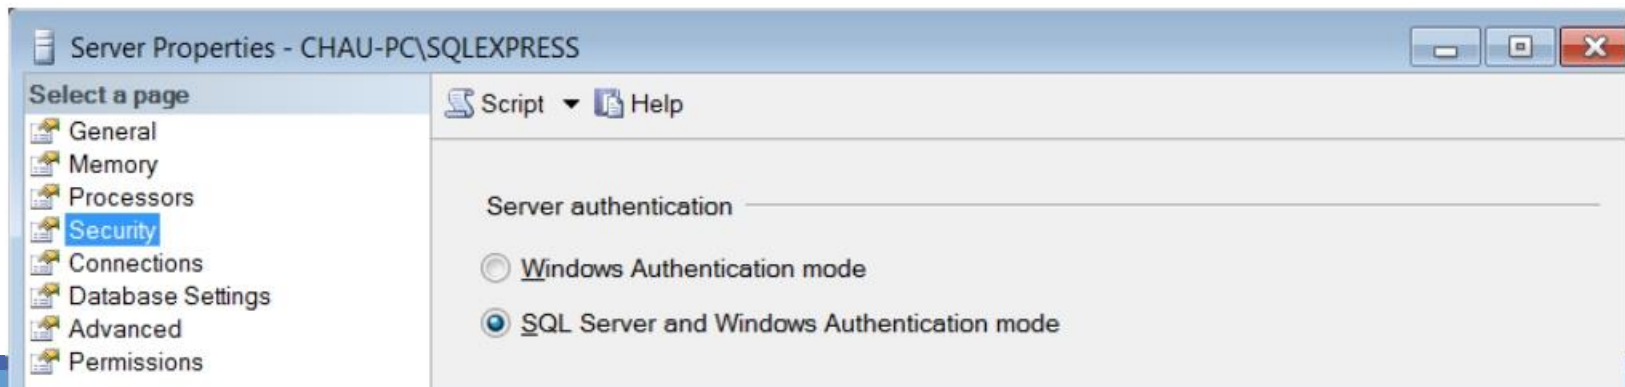 Server Properties - CHAU-PC\SQLEXPRESS
Select a page
General
Memory
Processors
Security
Connections
Database Settings
Advanced
Permissions
Script Help
Server authentication
Windows Authentication mode
SQL Server and Windows Authentication mode